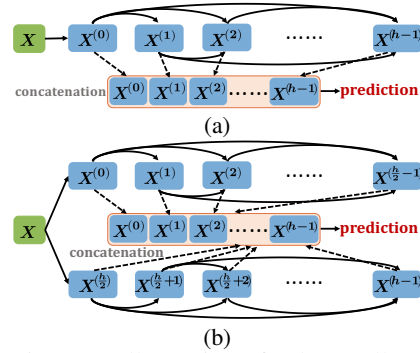 X X^(0) X^(1) X^(2) ⋯⋯ X^(h−1)
concatenation X^(0) X^(1) X^(2) ⋯⋯ X^(h−1) prediction
(a)
X^(0) X^(1) X^(2) ⋯⋯ X^(h/2−1)
X X^(0) X^(1) X^(2) ⋯⋯ X^(h−1) prediction
concatenation
X^(h/2) X^(h/2+1) X^(h/2+2) ⋯⋯ X^(h−1)
(b)